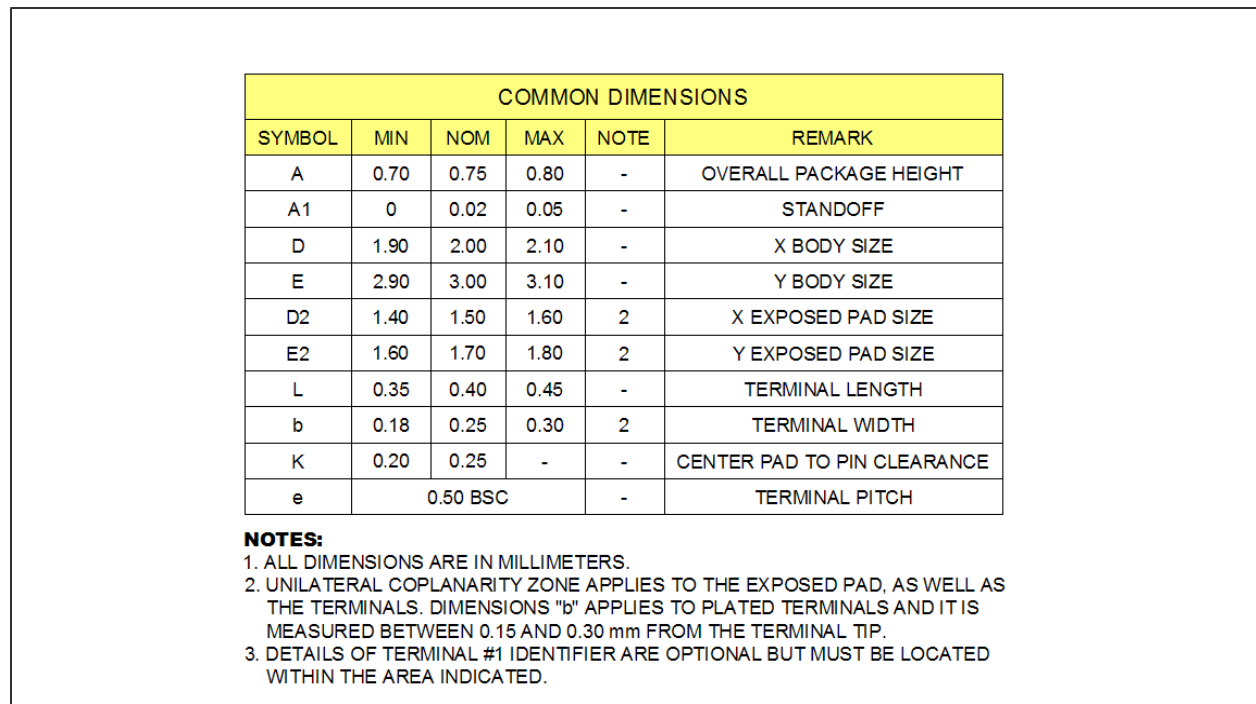 COMMON DIMENSIONS
SYMBOL MIN NOM MAX NOTE REMARK
A 0.70 0.75 0.80 - OVERALL PACKAGE HEIGHT
A1 0 0.02 0.05 - STANDOFF
D 1.90 2.00 2.10 - X BODY SIZE
E 2.90 3.00 3.10 - Y BODY SIZE
D2 1.40 1.50 1.60 2 X EXPOSED PAD SIZE
E2 1.60 1.70 1.80 2 Y EXPOSED PAD SIZE
L 0.35 0.40 0.45 - TERMINAL LENGTH
b 0.18 0.25 0.30 2 TERMINAL WIDTH
K 0.20 0.25 - - CENTER PAD TO PIN CLEARANCE
e 0.50 BSC - TERMINAL PITCH
NOTES:
1. ALL DIMENSIONS ARE IN MILLIMETERS.
2. UNILATERAL COPLANARITY ZONE APPLIES TO THE EXPOSED PAD, AS WELL AS
THE TERMINALS. DIMENSIONS "b" APPLIES TO PLATED TERMINALS AND IT IS
MEASURED BETWEEN 0.15 AND 0.30 mm FROM THE TERMINAL TIP.
3. DETAILS OF TERMINAL #1 IDENTIFIER ARE OPTIONAL BUT MUST BE LOCATED
WITHIN THE AREA INDICATED.